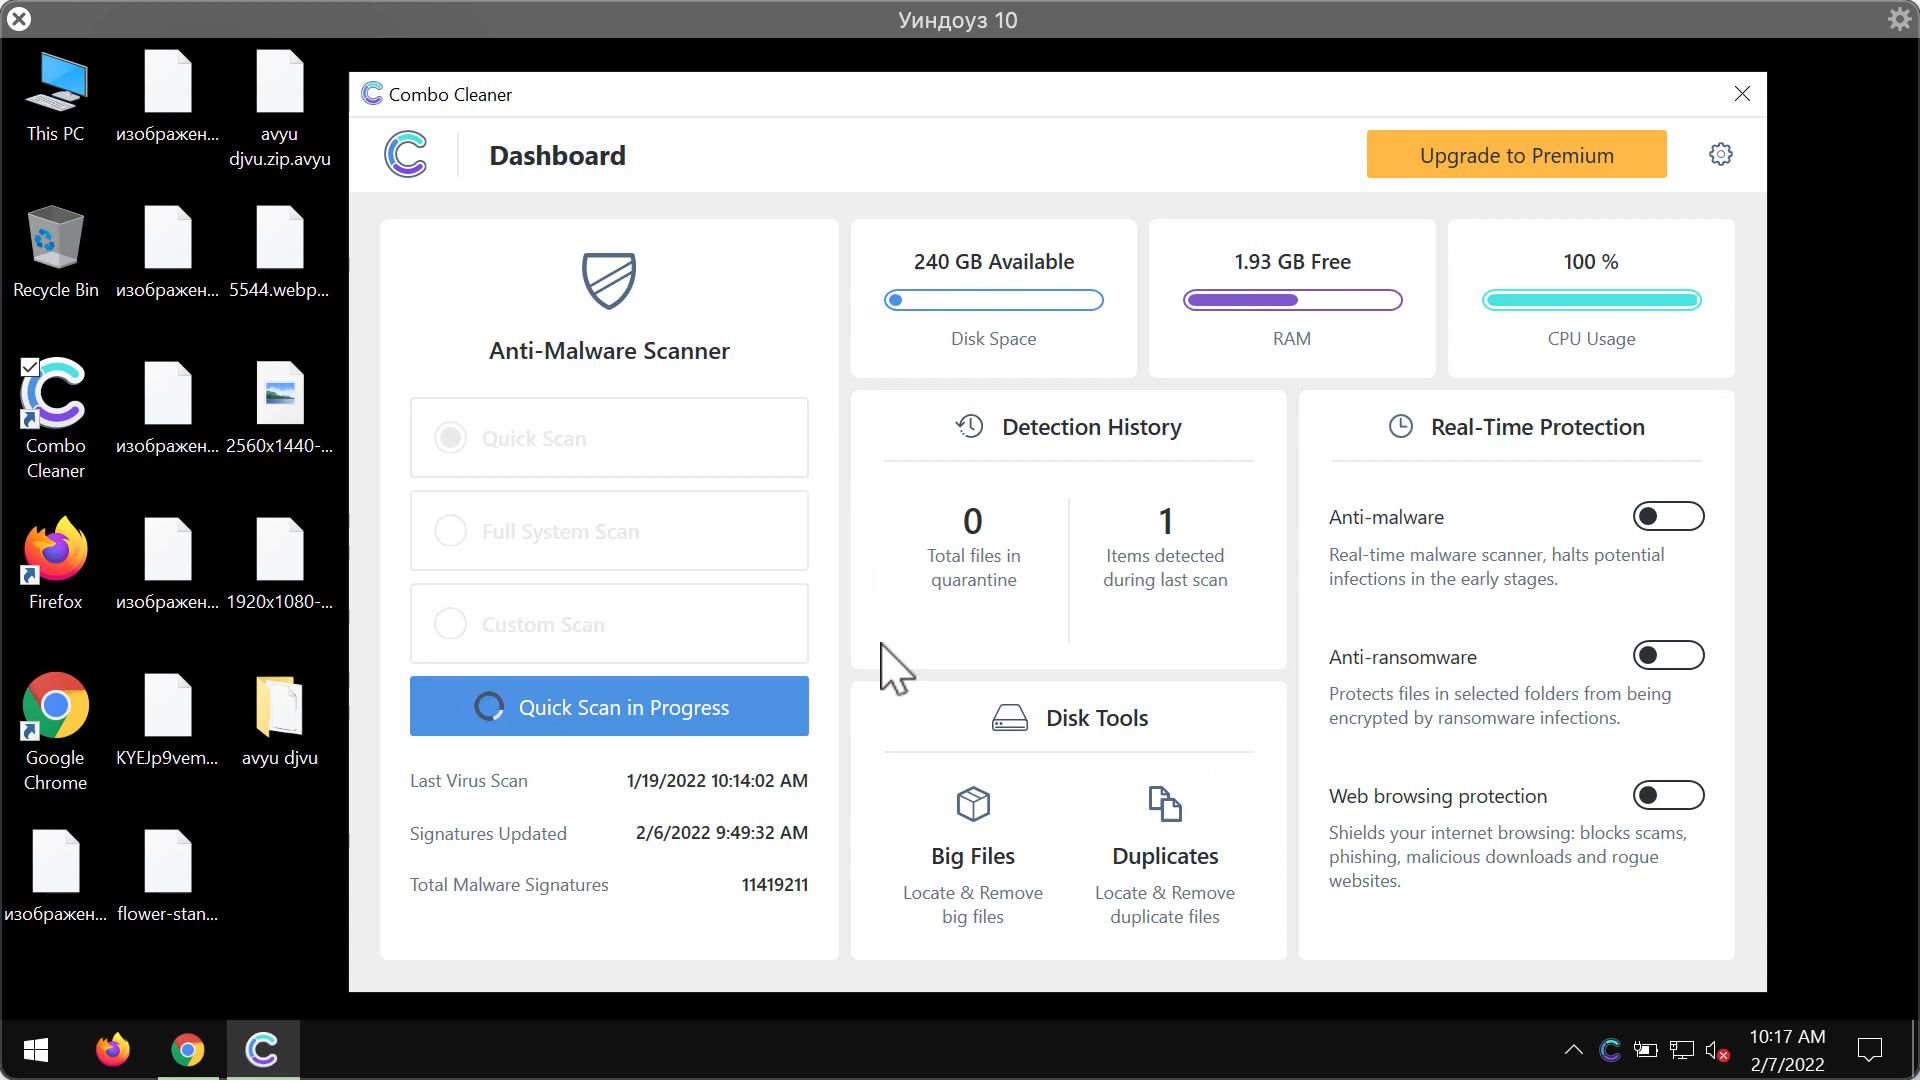 Уиндоуз 10
This PC
изображен...
avyu
djvu.zip.avyu
Recycle Bin
изображен...
5544.webp...
Combo
Cleaner
изображен...
2560x1440-...
Firefox
изображен...
1920x1080-...
Google
Chrome
KYEJp9vem...
avyu djvu
изображен...
flower-stan...
Combo Cleaner
Dashboard
Upgrade to Premium
Anti-Malware Scanner
Quick Scan
Full System Scan
Custom Scan
Quick Scan in Progress
Last Virus Scan 1/19/2022 10:14:02 AM
Signatures Updated 2/6/2022 9:49:32 AM
Total Malware Signatures 11419211
240 GB Available
Disk Space
1.93 GB Free
RAM
100 %
CPU Usage
Detection History
0
Total files in
quarantine
1
Items detected
during last scan
Disk Tools
Big Files
Locate & Remove
big files
Duplicates
Locate & Remove
duplicate files
Real-Time Protection
Anti-malware
Real-time malware scanner, halts potential
infections in the early stages.
Anti-ransomware
Protects files in selected folders from being
encrypted by ransomware infections.
Web browsing protection
Shields your internet browsing: blocks scams,
phishing, malicious downloads and rogue
websites.
10:17 AM
2/7/2022